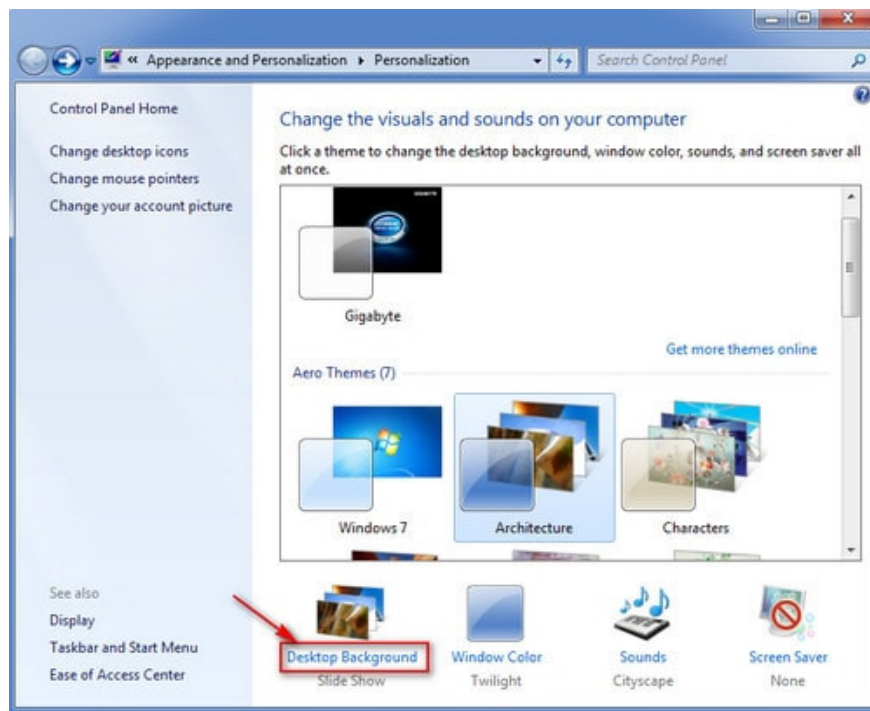 « Appearance and Personalization ▸ Personalization
Search Control Panel
Control Panel Home
Change desktop icons
Change mouse pointers
Change your account picture
See also
Display
Taskbar and Start Menu
Ease of Access Center
Change the visuals and sounds on your computer
Click a theme to change the desktop background, window color, sounds, and screen saver all
at once.
GIGABYTE
Gigabyte
Get more themes online
Aero Themes (7)
Windows 7
Architecture
Characters
Desktop Background
Slide Show
Window Color
Twilight
Sounds
Cityscape
Screen Saver
None